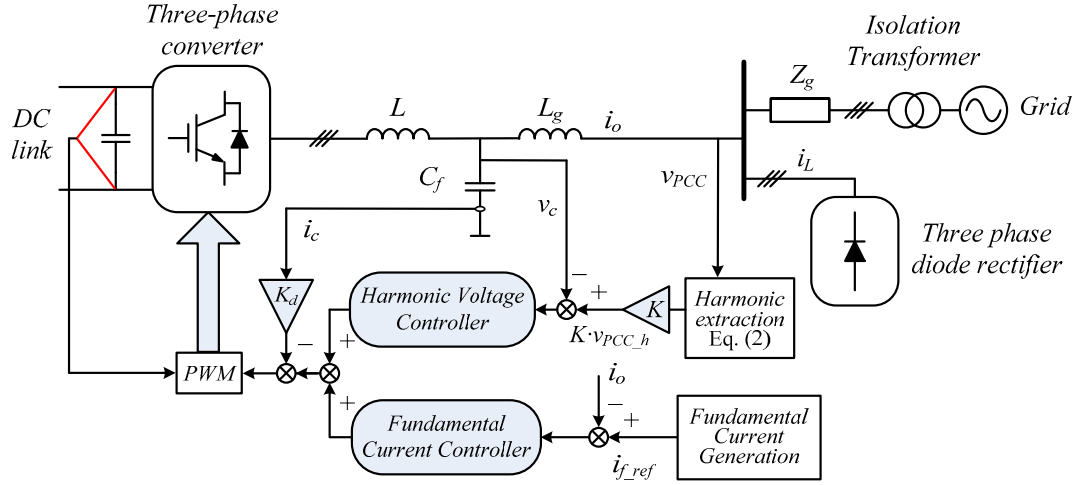 Three-phase
converter
Isolation
Transformer
DC
link
L
L_g
i_o
Z_g
Grid
C_f
v_c
v_PCC
i_L
i_c
Three phase
diode rectifier
K_d
Harmonic Voltage
Controller
−
+
K
Harmonic
extraction
Eq. (2)
K·v_PCC_h
+
−
PWM
i_o
+
Fundamental
Current Controller
−
+
Fundamental
Current
Generation
i_f_ref